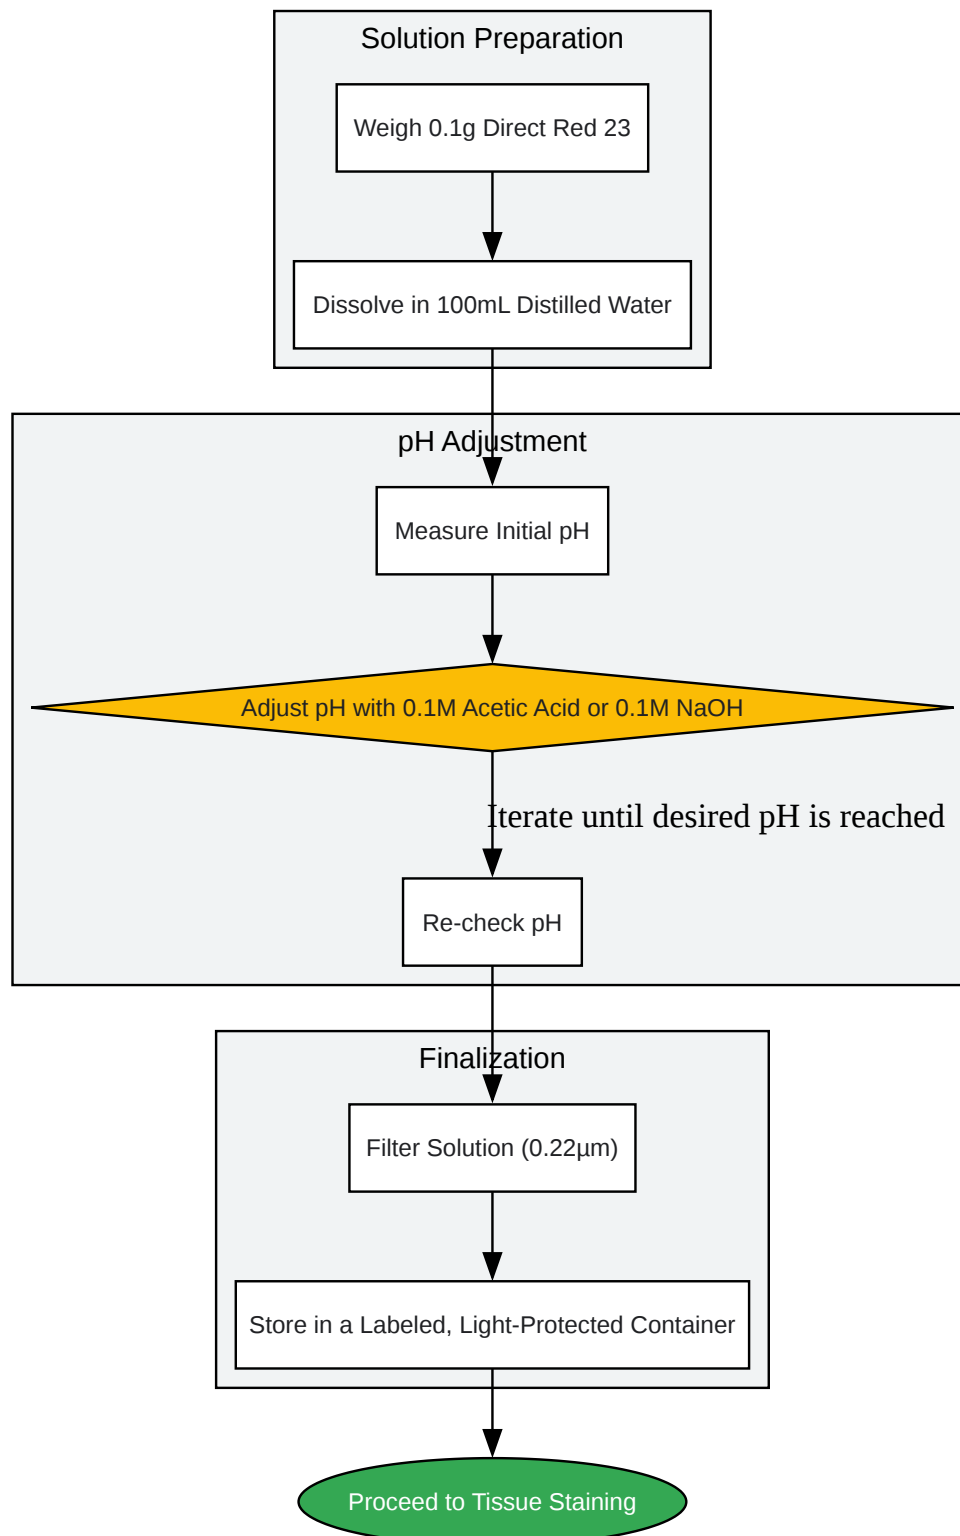 Solution Preparation
Weigh 0.1g Direct Red 23
Dissolve in 100mL Distilled Water
pH Adjustment
Measure Initial pH
Adjust pH with 0.1M Acetic Acid or 0.1M NaOH
Iterate until desired pH is reached
Re-check pH
Finalization
Filter Solution (0.22µm)
Store in a Labeled, Light-Protected Container
Proceed to Tissue Staining